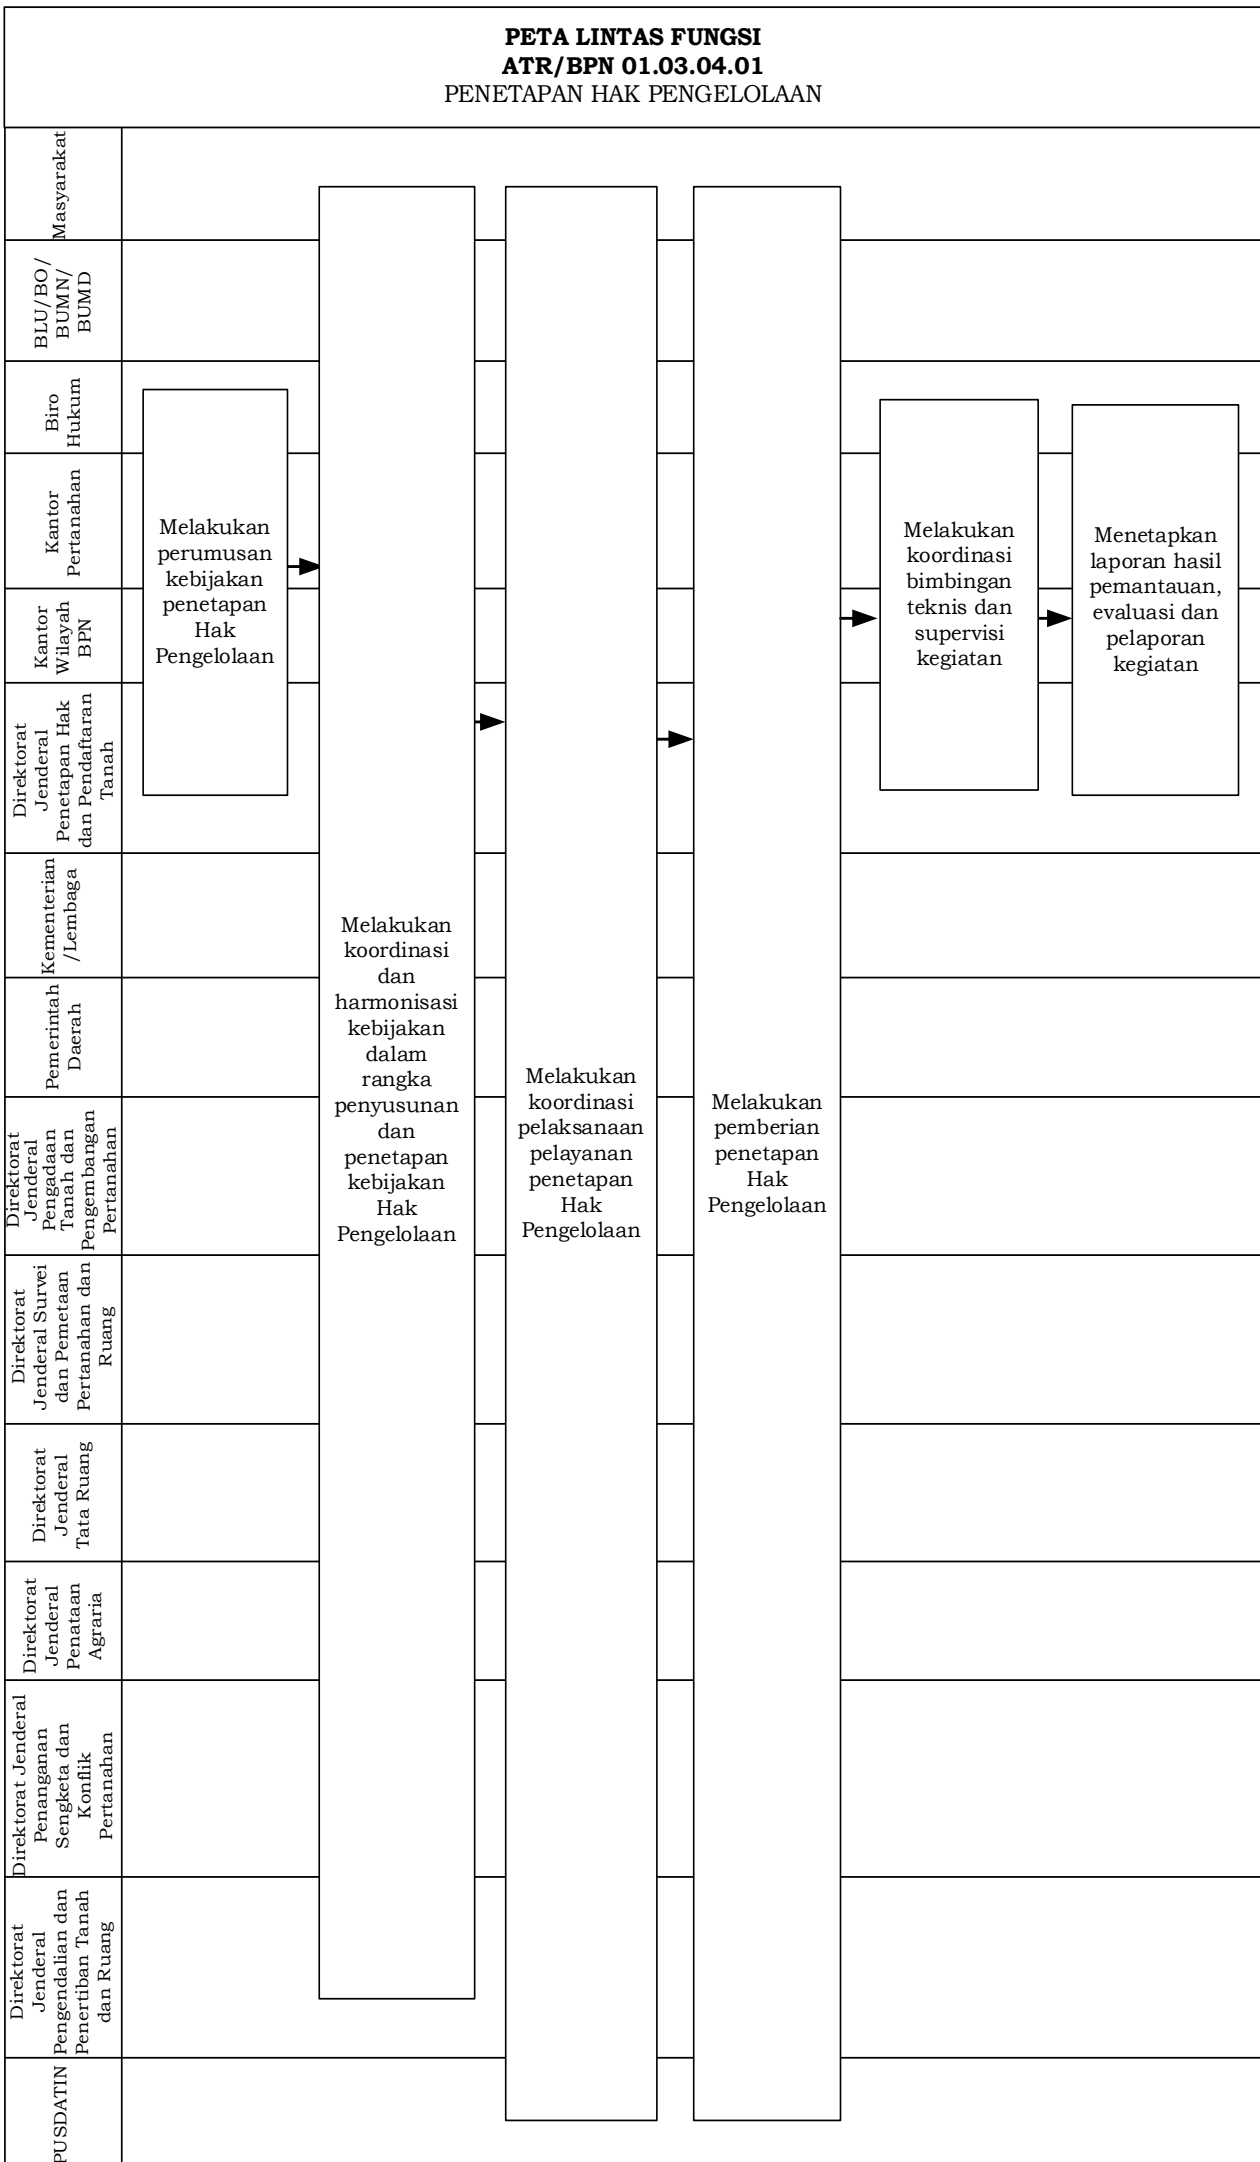 PETA LINTAS FUNGSI
ATR/BPN 01.03.04.01
PENETAPAN HAK PENGELOLAAN
Masyarakat
BLU/BO/
BUMN/
BUMD
Biro
Hukum
Kantor
Pertanahan
Kantor
Wilayah
BPN
Direktorat
Jenderal
Penetapan Hak
dan Pendaftaran
Tanah
Kementerian
/Lembaga
Pemerintah
Daerah
Direktorat
Jenderal
Pengadaan
Tanah dan
Pengembangan
Pertanahan
Direktorat
Jenderal Survei
dan Pemetaan
Pertanahan dan
Ruang
Direktorat
Jenderal
Tata Ruang
Direktorat
Jenderal
Penataan
Agraria
Direktorat Jenderal
Penanganan
Sengketa dan
Konflik
Pertanahan
Direktorat
Jenderal
Pengendalian dan
Penertiban Tanah
dan Ruang
PUSDATIN
Melakukan
perumusan
kebijakan
penetapan
Hak
Pengelolaan
Melakukan
koordinasi
dan
harmonisasi
kebijakan
dalam
rangka
penyusunan
dan
penetapan
kebijakan
Hak
Pengelolaan
Melakukan
koordinasi
pelaksanaan
pelayanan
penetapan
Hak
Pengelolaan
Melakukan
pemberian
penetapan
Hak
Pengelolaan
Melakukan
koordinasi
bimbingan
teknis dan
supervisi
kegiatan
Menetapkan
laporan hasil
pemantauan,
evaluasi dan
pelaporan
kegiatan